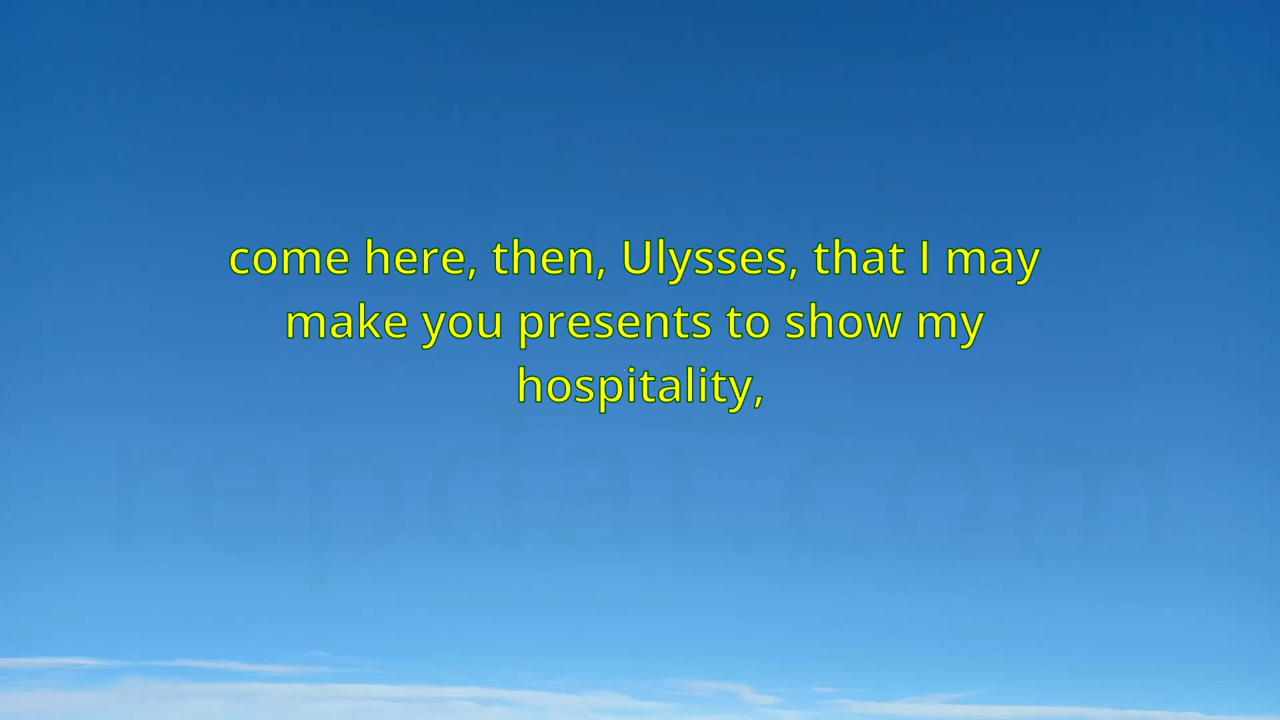 come here, then, Ulysses, that I may
make you presents to show my
hospitality,